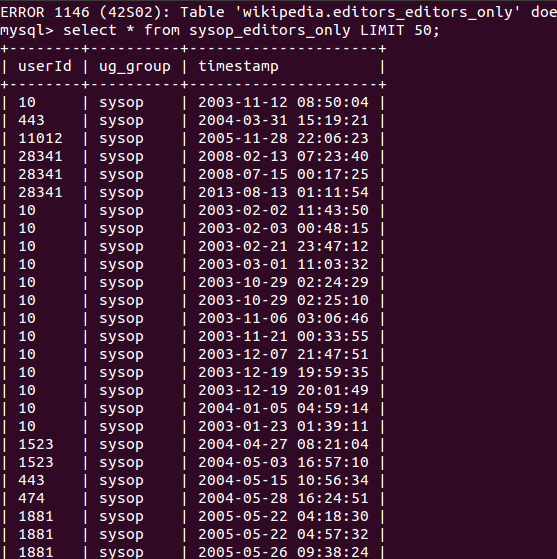 ERROR 1146 (42S02): Table 'wikipedia.editors_editors_only' doe
mysql> select * from sysop_editors_only LIMIT 50;
+--------+----------+---------------------+
| userId | ug_group | timestamp           |
+--------+----------+---------------------+
| 10     | sysop    | 2003-11-12 08:50:04 |
| 443    | sysop    | 2004-03-31 15:19:21 |
| 11012  | sysop    | 2005-11-28 22:06:23 |
| 28341  | sysop    | 2008-02-13 07:23:40 |
| 28341  | sysop    | 2008-07-15 00:17:25 |
| 28341  | sysop    | 2013-08-13 01:11:54 |
| 10     | sysop    | 2003-02-02 11:43:50 |
| 10     | sysop    | 2003-02-03 00:48:15 |
| 10     | sysop    | 2003-02-21 23:47:12 |
| 10     | sysop    | 2003-03-01 11:03:32 |
| 10     | sysop    | 2003-10-29 02:24:29 |
| 10     | sysop    | 2003-10-29 02:25:10 |
| 10     | sysop    | 2003-11-06 03:06:46 |
| 10     | sysop    | 2003-11-21 00:33:55 |
| 10     | sysop    | 2003-12-07 21:47:51 |
| 10     | sysop    | 2003-12-19 19:59:35 |
| 10     | sysop    | 2003-12-19 20:01:49 |
| 10     | sysop    | 2004-01-05 04:59:14 |
| 10     | sysop    | 2003-01-23 01:39:11 |
| 1523   | sysop    | 2004-04-27 08:21:04 |
| 1523   | sysop    | 2004-05-03 16:57:10 |
| 443    | sysop    | 2004-05-15 10:56:34 |
| 474    | sysop    | 2004-05-28 16:24:51 |
| 1881   | sysop    | 2005-05-22 04:18:30 |
| 1881   | sysop    | 2005-05-22 04:57:32 |
| 1881   | sysop    | 2005-05-26 09:38:24 |